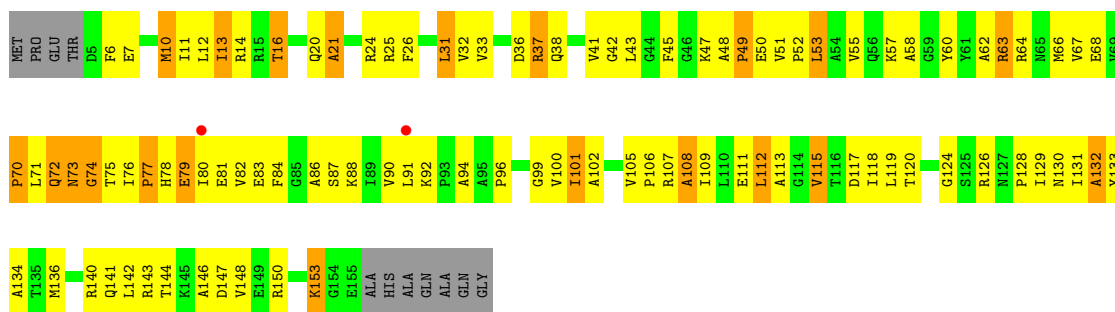 MET PRO GLU THR D5 F6 E7 M10 I11 L12 I13 R14 R15 T16 Q20 A21 R24 R25 F26 L31 V32 V33 D36 R37 Q38 V41 G42 L43 G44 F45 G46 K47 A48 P49 E50 V51 P52 L53 A54 V55 Q56 K57 A58 G59 Y60 Y61 A62 R63 R64 N65 M66 V67 E68 V69
P70 L71 Q72 N73 G74 T75 I76 P77 H78 E79 I80 E81 V82 E83 F84 G85 A86 S87 K88 I89 V90 L91 K92 P93 A94 A95 P96 G99 V100 I101 A102 V105 P106 R107 A108 I109 L110 E111 L112 A113 G114 V115 T116 D117 I118 L119 T120 G124 S125 R126 N127 P128 I129 N130 I131 A132 Y133
A134 T135 M136 R140 Q141 L142 R143 T144 K145 A146 D147 V148 E149 R150 K153 G154 E155 ALA HIS ALA GLN ALA GLN GLY